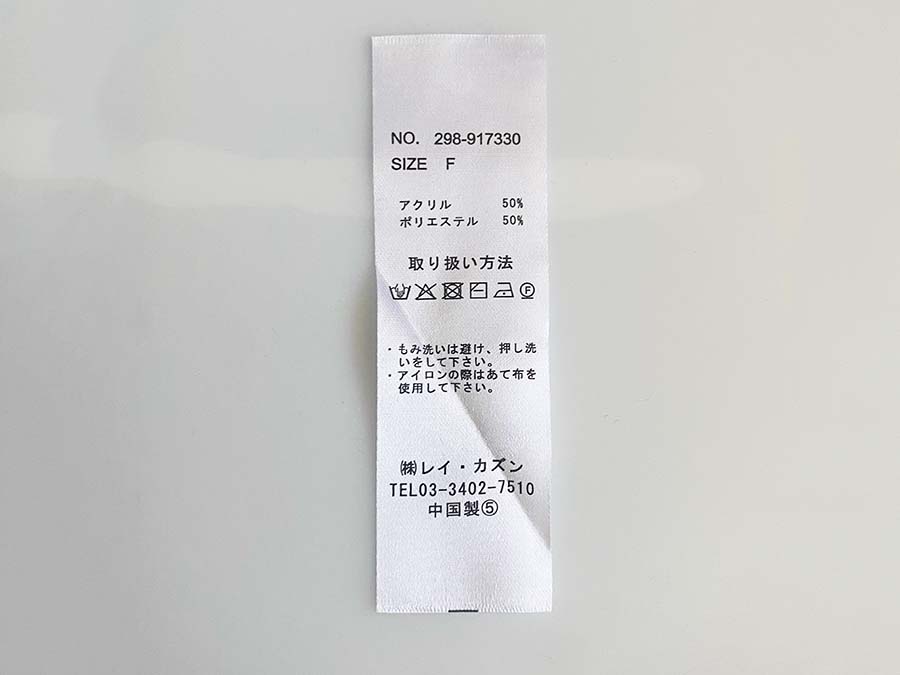 NO. 298-917330
SIZE F
アクリル 50%
ポリエステル 50%
取り扱い方法
・もみ洗いは避け、押し洗
いをして下さい。
・アイロンの際はあて布を
使用して下さい。
㈱レイ・カズン
TEL03-3402-7510
中国製⑤